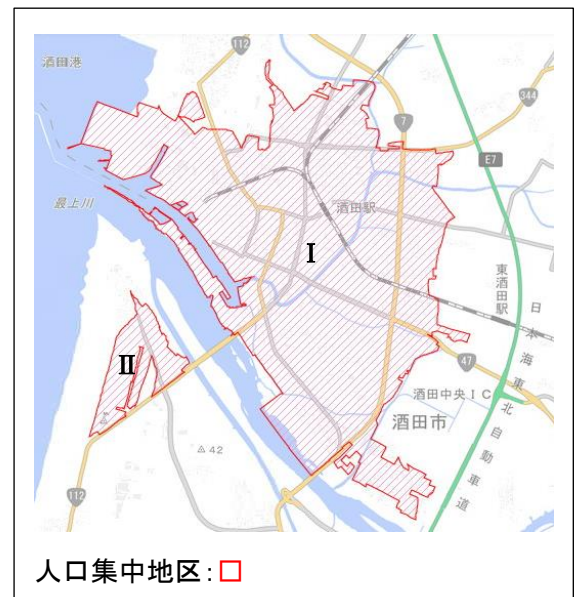 112
酒田港
7
344
E7
最上川
酒田駅
I
東酒田駅
日本海東北自動車道
II
47
酒田中央IC
酒田市
42
112
人口集中地区:□